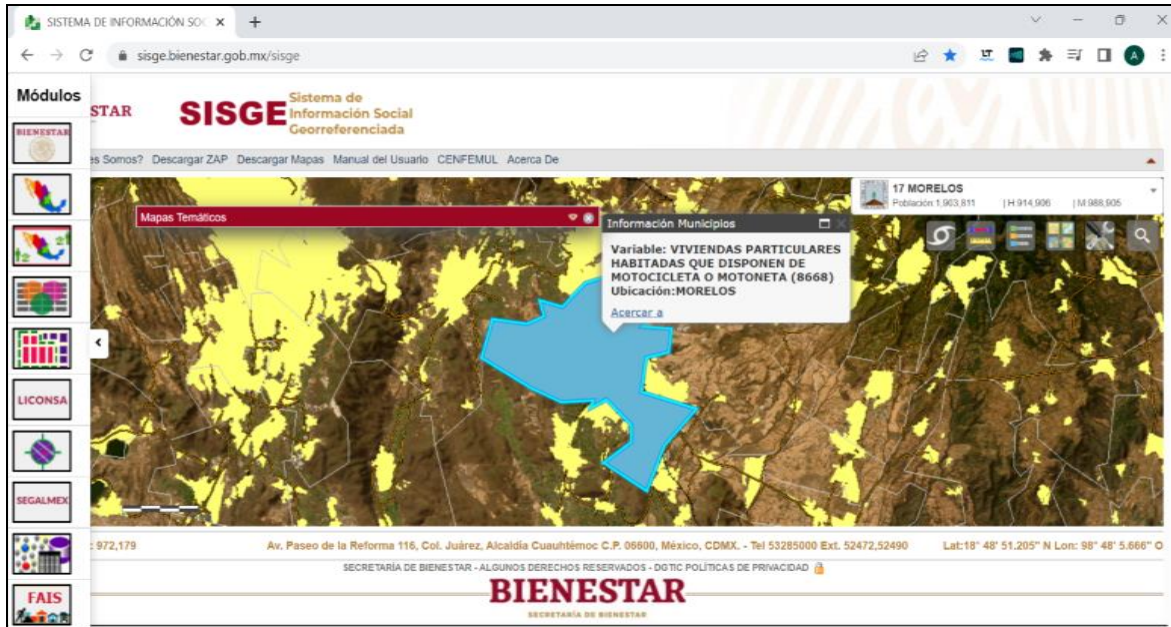 SISTEMA DE INFORMACIÓN SOC
sisge.bienestar.gob.mx/sisge
A
Módulos
BIENESTAR
STAR
SISGE
Sistema de
Información Social
Georreferenciada
es Somos? Descargar ZAP Descargar Mapas Manual del Usuario CENFEMUL Acerca De
17 MORELOS
Población:1,903,811 | H:914,906 | M:988,905
Mapas Temáticos
Información Municipios
Variable: VIVIENDAS PARTICULARES
HABITADAS QUE DISPONEN DE
MOTOCICLETA O MOTONETA (8668)
Ubicación:MORELOS
Acercar a
LICONSA
SEGALMEX
FAIS
: 972,179
Av. Paseo de la Reforma 116, Col. Juárez, Alcaldía Cuauhtémoc C.P. 06600, México, CDMX. - Tel 53285000 Ext. 52472,52490
Lat:18° 48' 51.205" N Lon: 98° 48' 5.666" O
SECRETARÍA DE BIENESTAR - ALGUNOS DERECHOS RESERVADOS - DGTIC POLÍTICAS DE PRIVACIDAD
BIENESTAR
SECRETARÍA DE BIENESTAR